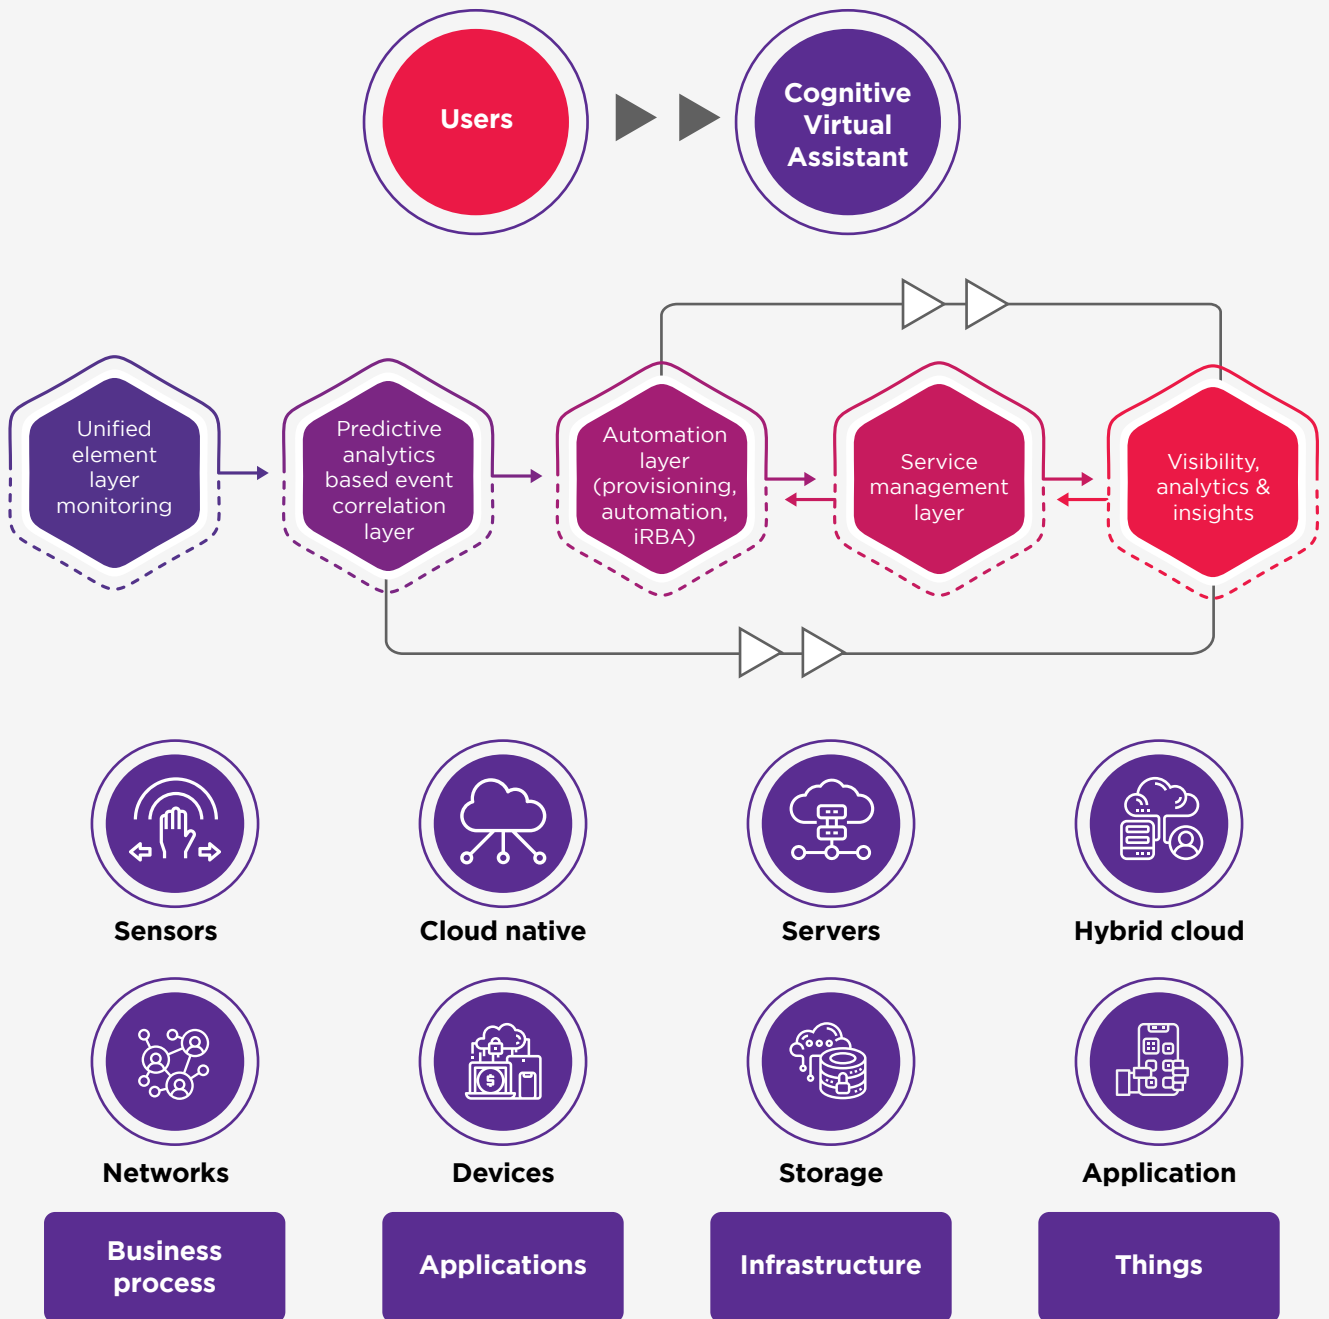 Users
Cognitive
Virtual
Assistant
Unified
element
layer
monitoring
Predictive
analytics
based event
correlation
layer
Automation
layer
(provisioning,
automation,
iRBA)
Service
management
layer
Visibility,
analytics &
insights
Sensors
Cloud native
Servers
Hybrid cloud
Networks
Devices
Storage
Application
Business
process
Applications
Infrastructure
Things